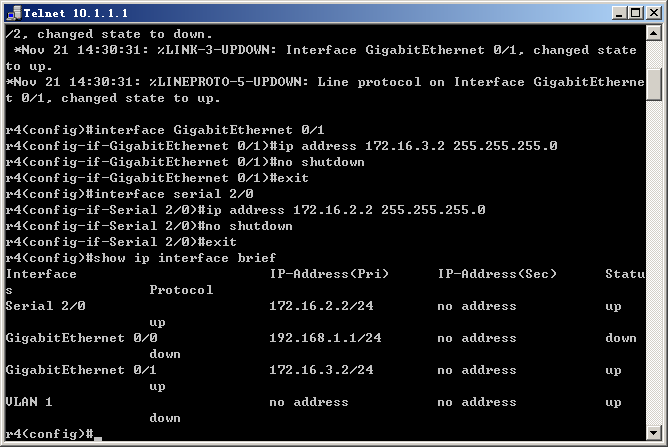 Telnet 10.1.1.1
/2, changed state to down.
*Nov 21 14:30:31: %LINK-3-UPDOWN: Interface GigabitEthernet 0/1, changed state
to up.
*Nov 21 14:30:31: %LINEPROTO-5-UPDOWN: Line protocol on Interface GigabitEtherne
t 0/1, changed state to up.
r4(config)#interface GigabitEthernet 0/1
r4(config-if-GigabitEthernet 0/1)#ip address 172.16.3.2 255.255.255.0
r4(config-if-GigabitEthernet 0/1)#no shutdown
r4(config-if-GigabitEthernet 0/1)#exit
r4(config)#interface serial 2/0
r4(config-if-Serial 2/0)#ip address 172.16.2.2 255.255.255.0
r4(config-if-Serial 2/0)#no shutdown
r4(config-if-Serial 2/0)#exit
r4(config)#show ip interface brief
Interface IP-Address(Pri) IP-Address(Sec) Statu
s Protocol
Serial 2/0 172.16.2.2/24 no address up
up
GigabitEthernet 0/0 192.168.1.1/24 no address down
down
GigabitEthernet 0/1 172.16.3.2/24 no address up
up
VLAN 1 no address no address up
down
r4(config)#_